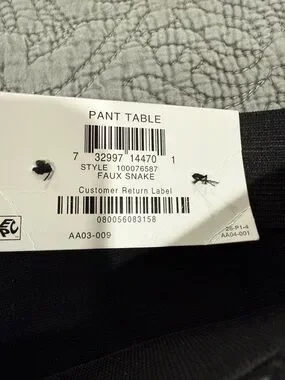 PANT TABLE
7 32997 14470 1
STYLE 100076587
FAUX SNAKE
Customer Return Label
080056083158
AA03-009
25-P1-4
AA04-001